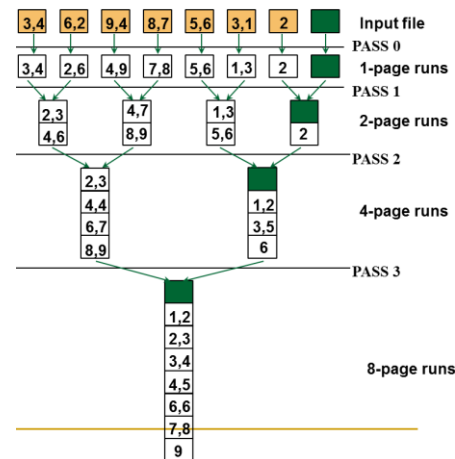 3,4 6,2 9,4 8,7 5,6 3,1 2 Input file
PASS 0
3,4 2,6 4,9 7,8 5,6 1,3 2 1-page runs
PASS 1
2,3 4,7 1,3
4,6 8,9 5,6 2
2-page runs
PASS 2
2,3
4,4 1,2
6,7 3,5
8,9 6
4-page runs
PASS 3
1,2
2,3
3,4
4,5
6,6
7,8
9
8-page runs